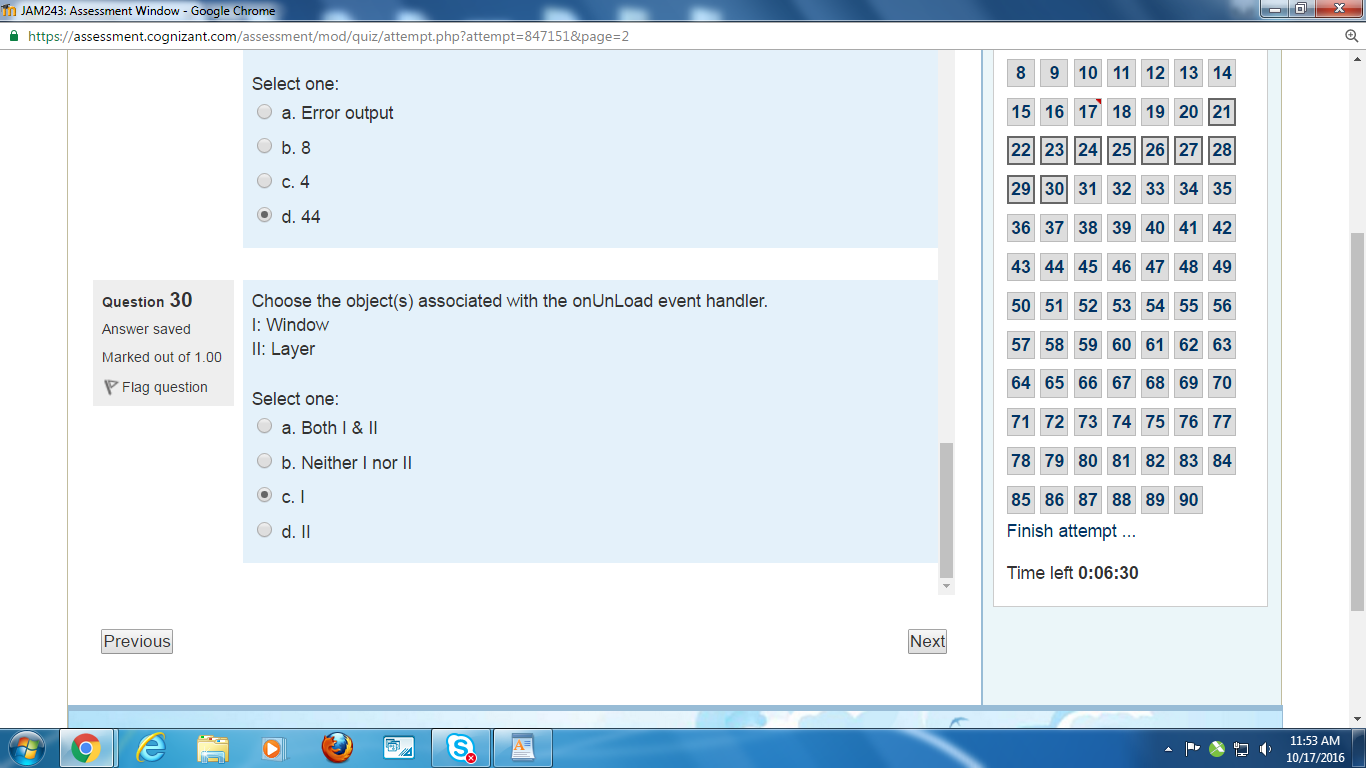 JAM243: Assessment Window - Google Chrome
https://assessment.cognizant.com/assessment/mod/quiz/attempt.php?attempt=847151&page=2
Select one:
a. Error output
b. 8
c. 4
d. 44
Question 30
Answer saved
Marked out of 1.00
Flag question
Choose the object(s) associated with the onUnLoad event handler.
I: Window
II: Layer
Select one:
a. Both I & II
b. Neither I nor II
c. I
d. II
Previous
Next
8 9 10 11 12 13 14
15 16 17 18 19 20 21
22 23 24 25 26 27 28
29 30 31 32 33 34 35
36 37 38 39 40 41 42
43 44 45 46 47 48 49
50 51 52 53 54 55 56
57 58 59 60 61 62 63
64 65 66 67 68 69 70
71 72 73 74 75 76 77
78 79 80 81 82 83 84
85 86 87 88 89 90
Finish attempt ...
Time left 0:06:30
11:53 AM
10/17/2016